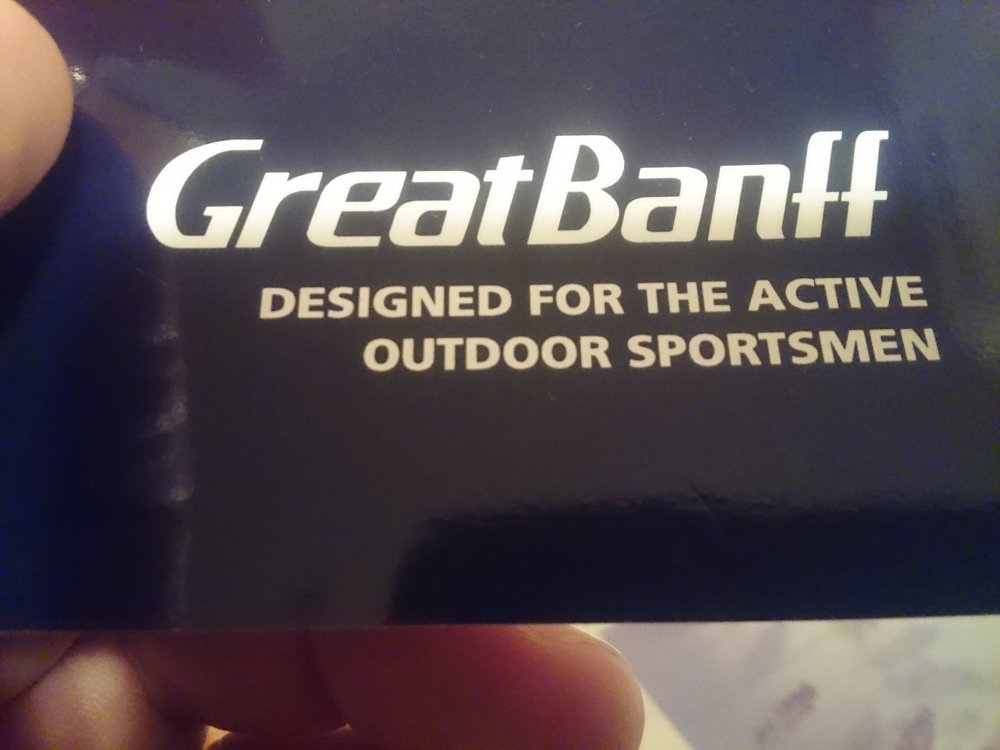 GreatBanff
DESIGNED FOR THE ACTIVE
OUTDOOR SPORTSMEN